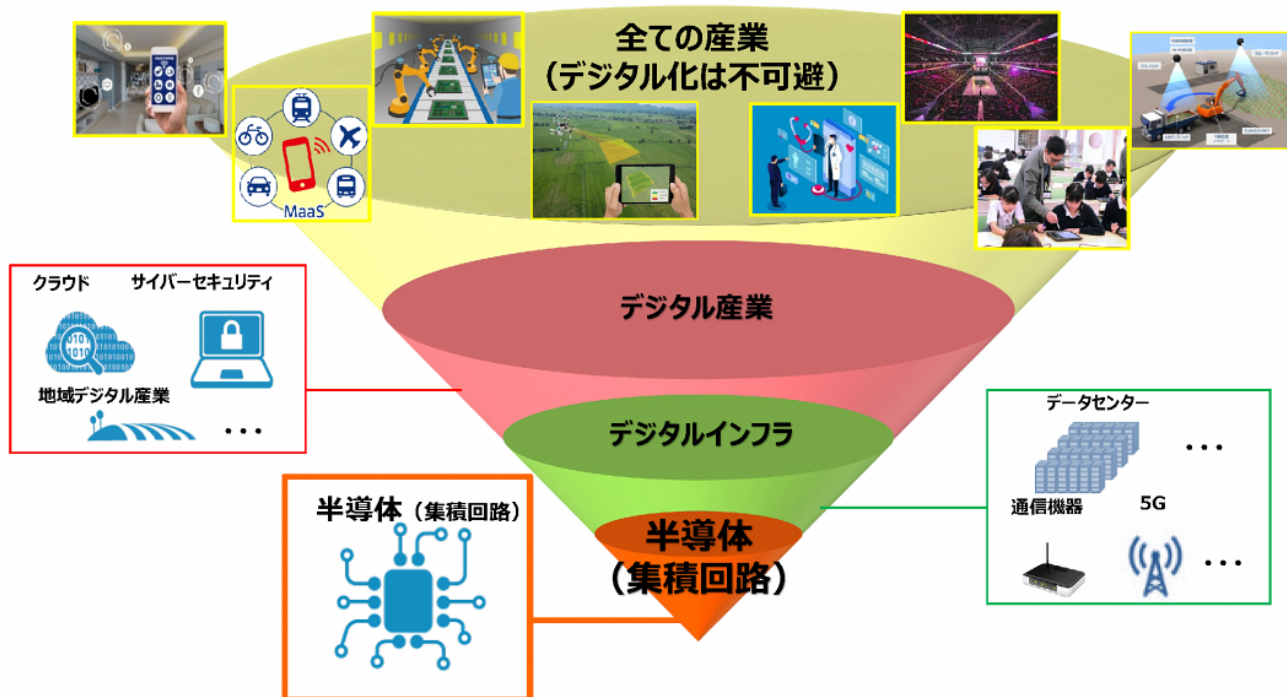 全ての産業
（デジタル化は不可避）
MaaS
デジタル産業
クラウド
サイバーセキュリティ
地域デジタル産業
・・・
デジタルインフラ
データセンター
・・・
通信機器
5G
・・・
半導体（集積回路）
半導体
（集積回路）